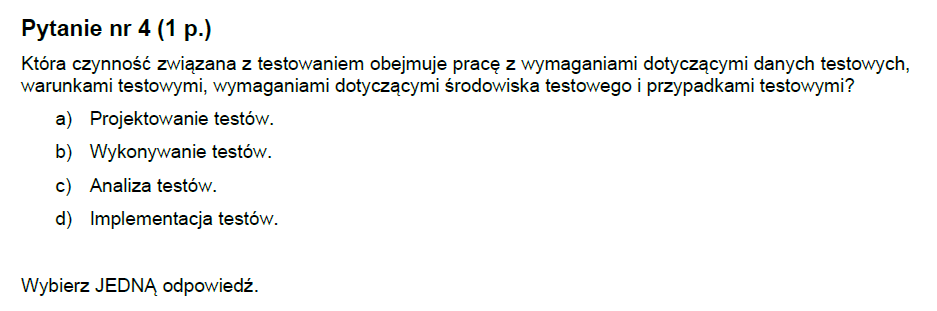 Pytanie nr 4 (1 p.)
Która czynność związana z testowaniem obejmuje pracę z wymaganiami dotyczącymi danych testowych,
warunkami testowymi, wymaganiami dotyczącymi środowiska testowego i przypadkami testowymi?
a) Projektowanie testów.
b) Wykonywanie testów.
c) Analiza testów.
d) Implementacja testów.
Wybierz JEDNĄ odpowiedź.